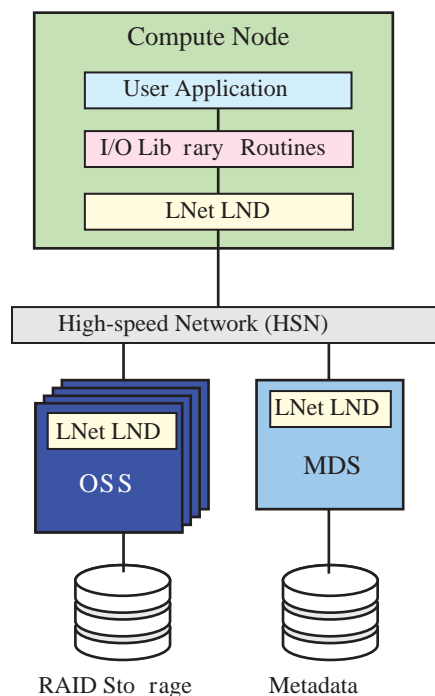 Compute Node
User Application
I/O Lib rary Routines
LNet LND
High-speed Network (HSN)
LNet LND
OSS
LNet LND
MDS
RAID Sto rage
Metadata